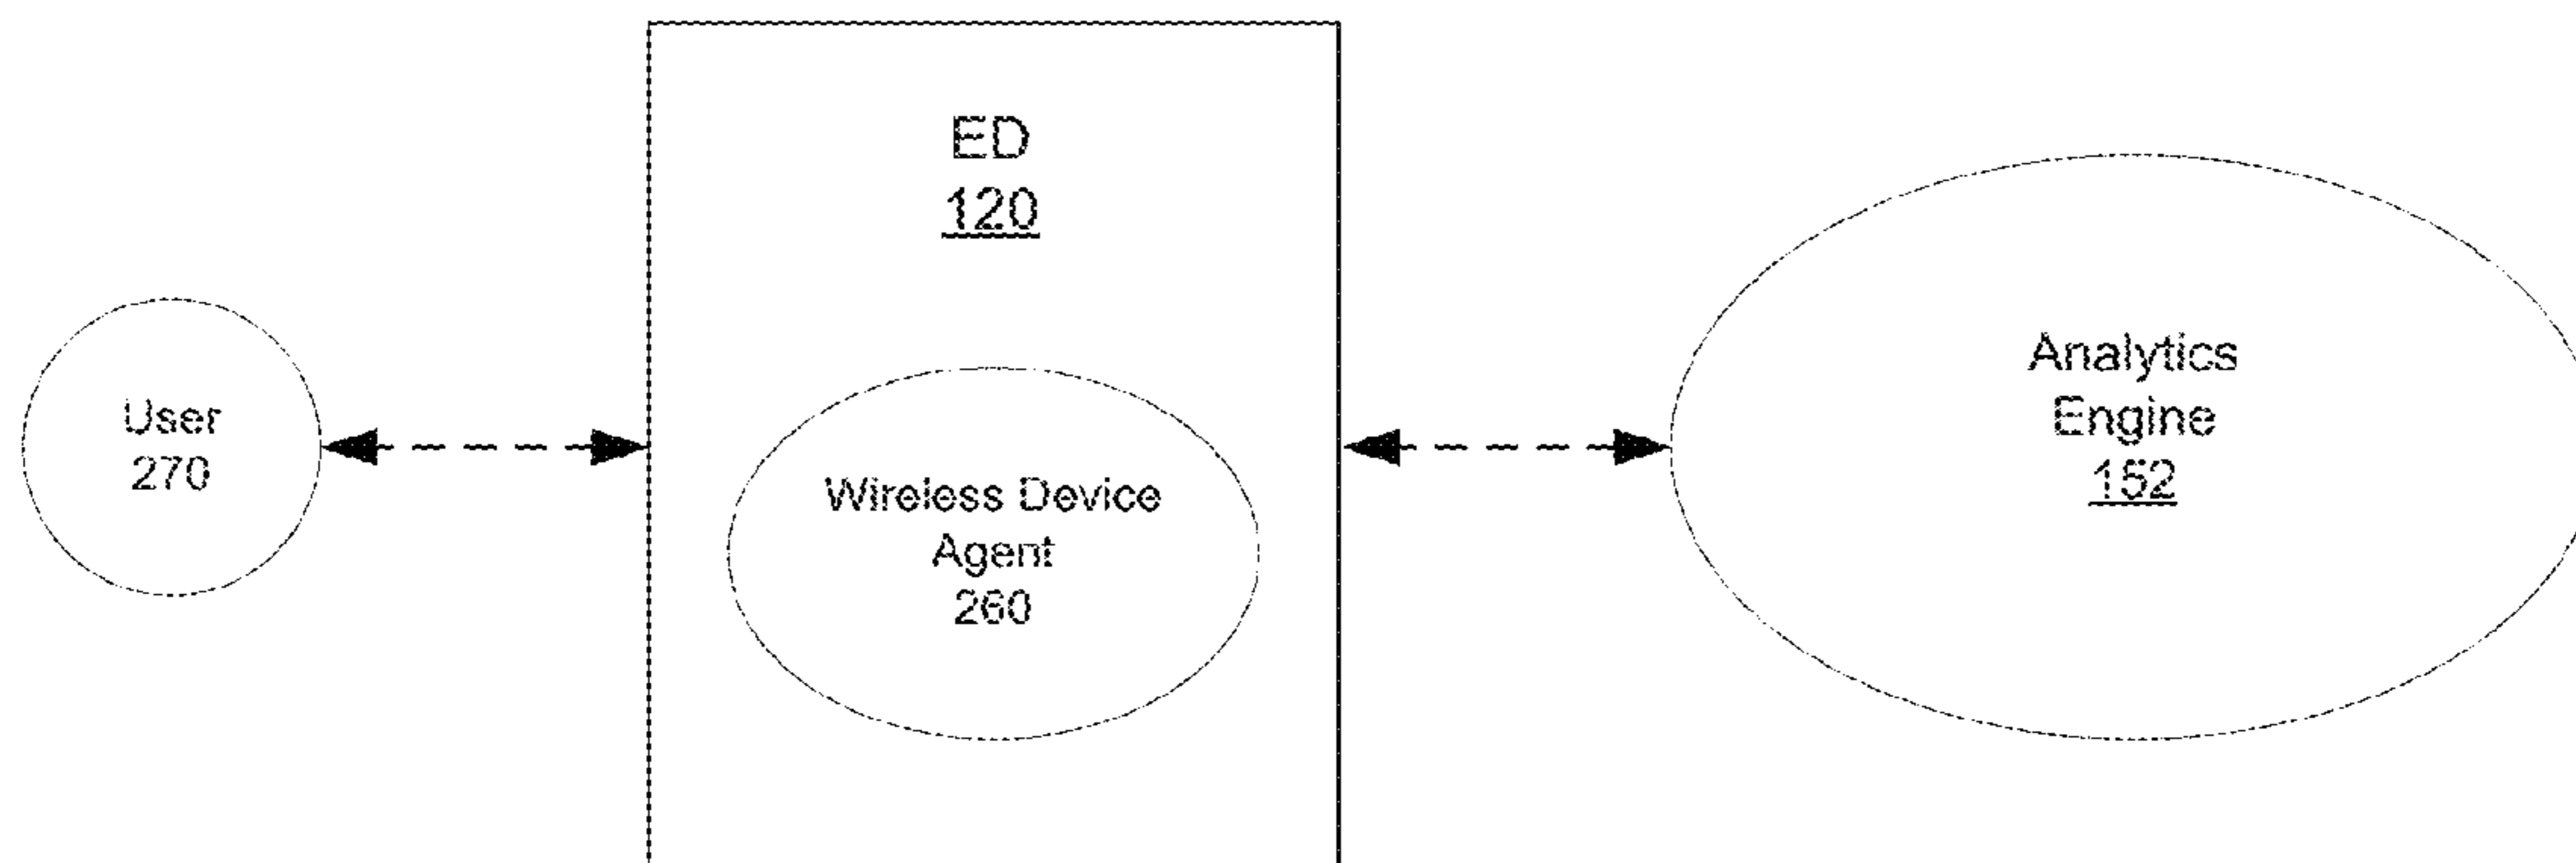 ED
120
User
270
Wireless Device
Agent
260
Analytics
Engine
152